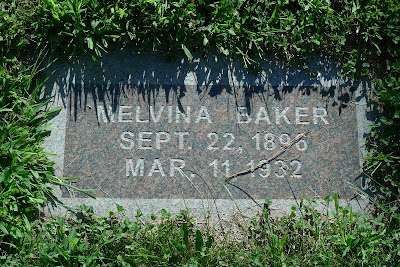 MELVINA BAKER
SEPT. 22, 1896
MAR. 11, 1932